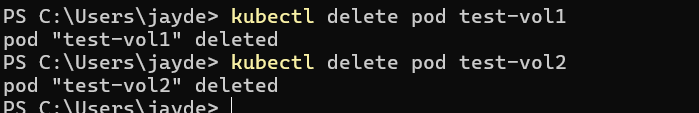 PS C:\Users\jayde> kubectl delete pod test-vol1
pod "test-vol1" deleted
PS C:\Users\jayde> kubectl delete pod test-vol2
pod "test-vol2" deleted
PS C:\Users\jayde>